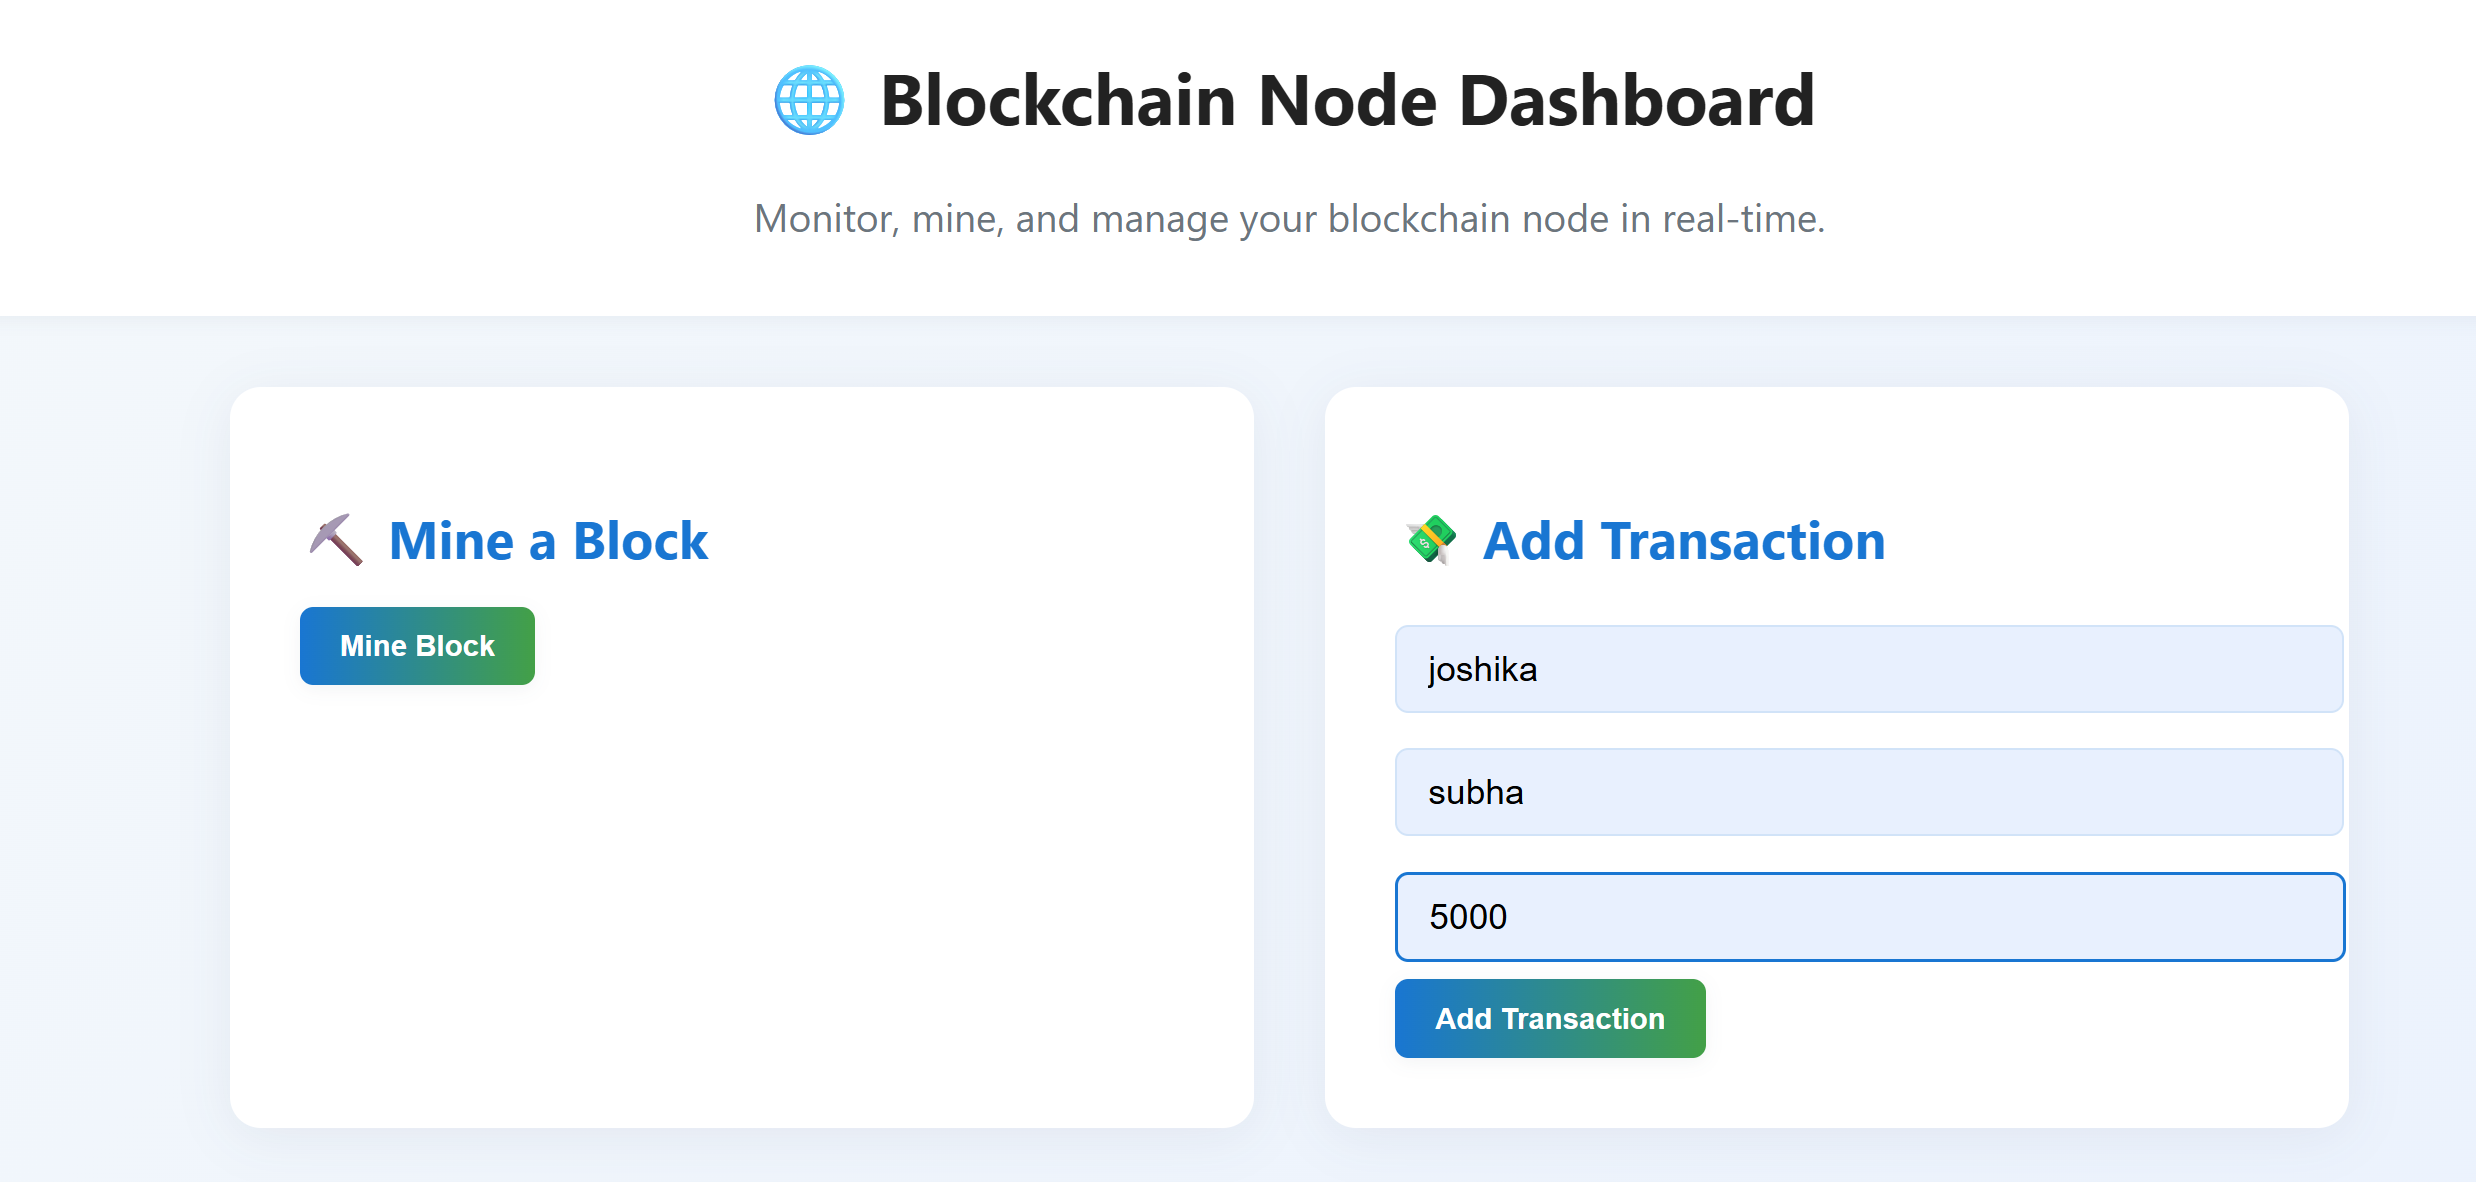 Blockchain Node Dashboard
Monitor, mine, and manage your blockchain node in real-time.
Mine a Block
Mine Block
Add Transaction
joshika
subha
5000
Add Transaction